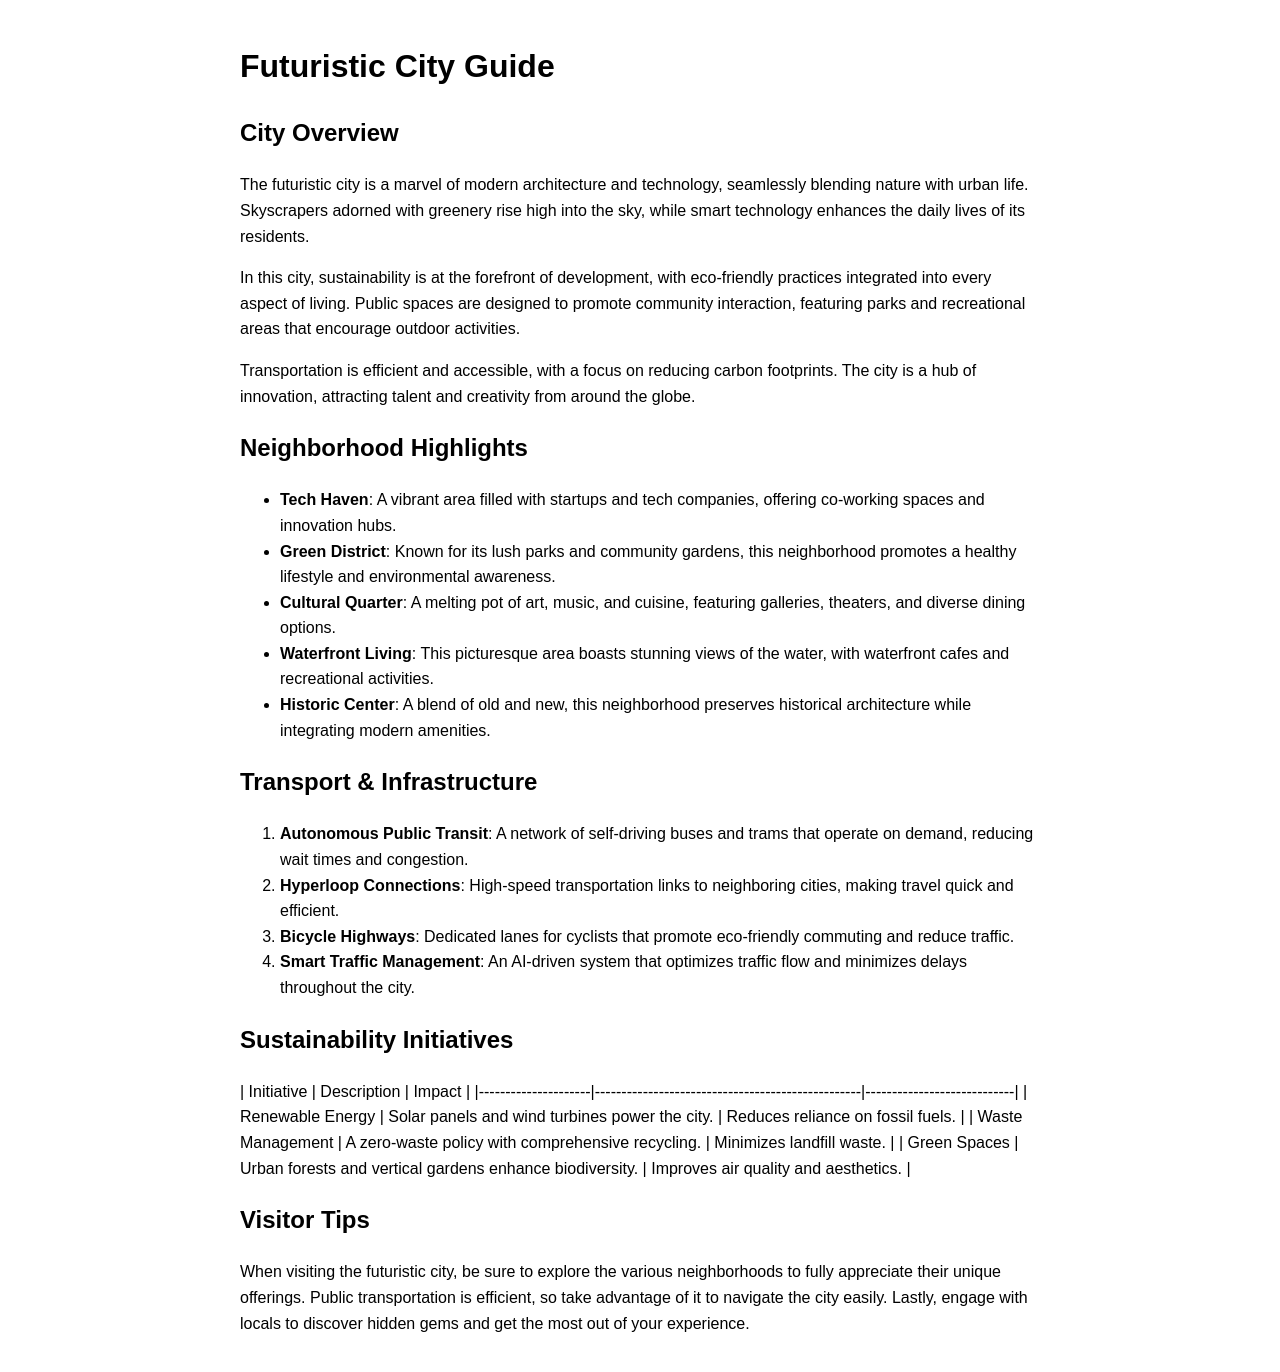 Futuristic City Guide
City Overview
The futuristic city is a marvel of modern architecture and technology, seamlessly blending nature with urban life.
Skyscrapers adorned with greenery rise high into the sky, while smart technology enhances the daily lives of its
residents.
In this city, sustainability is at the forefront of development, with eco-friendly practices integrated into every
aspect of living. Public spaces are designed to promote community interaction, featuring parks and recreational
areas that encourage outdoor activities.
Transportation is efficient and accessible, with a focus on reducing carbon footprints. The city is a hub of
innovation, attracting talent and creativity from around the globe.
Neighborhood Highlights
• Tech Haven: A vibrant area filled with startups and tech companies, offering co-working spaces and
innovation hubs.
• Green District: Known for its lush parks and community gardens, this neighborhood promotes a healthy
lifestyle and environmental awareness.
• Cultural Quarter: A melting pot of art, music, and cuisine, featuring galleries, theaters, and diverse dining
options.
• Waterfront Living: This picturesque area boasts stunning views of the water, with waterfront cafes and
recreational activities.
• Historic Center: A blend of old and new, this neighborhood preserves historical architecture while
integrating modern amenities.
Transport & Infrastructure
1. Autonomous Public Transit: A network of self-driving buses and trams that operate on demand, reducing
wait times and congestion.
2. Hyperloop Connections: High-speed transportation links to neighboring cities, making travel quick and
efficient.
3. Bicycle Highways: Dedicated lanes for cyclists that promote eco-friendly commuting and reduce traffic.
4. Smart Traffic Management: An AI-driven system that optimizes traffic flow and minimizes delays
throughout the city.
Sustainability Initiatives
| Initiative | Description | Impact | |---------------------|--------------------------------------------------|----------------------------| |
Renewable Energy | Solar panels and wind turbines power the city. | Reduces reliance on fossil fuels. | | Waste
Management | A zero-waste policy with comprehensive recycling. | Minimizes landfill waste. | | Green Spaces |
Urban forests and vertical gardens enhance biodiversity. | Improves air quality and aesthetics. |
Visitor Tips
When visiting the futuristic city, be sure to explore the various neighborhoods to fully appreciate their unique
offerings. Public transportation is efficient, so take advantage of it to navigate the city easily. Lastly, engage with
locals to discover hidden gems and get the most out of your experience.